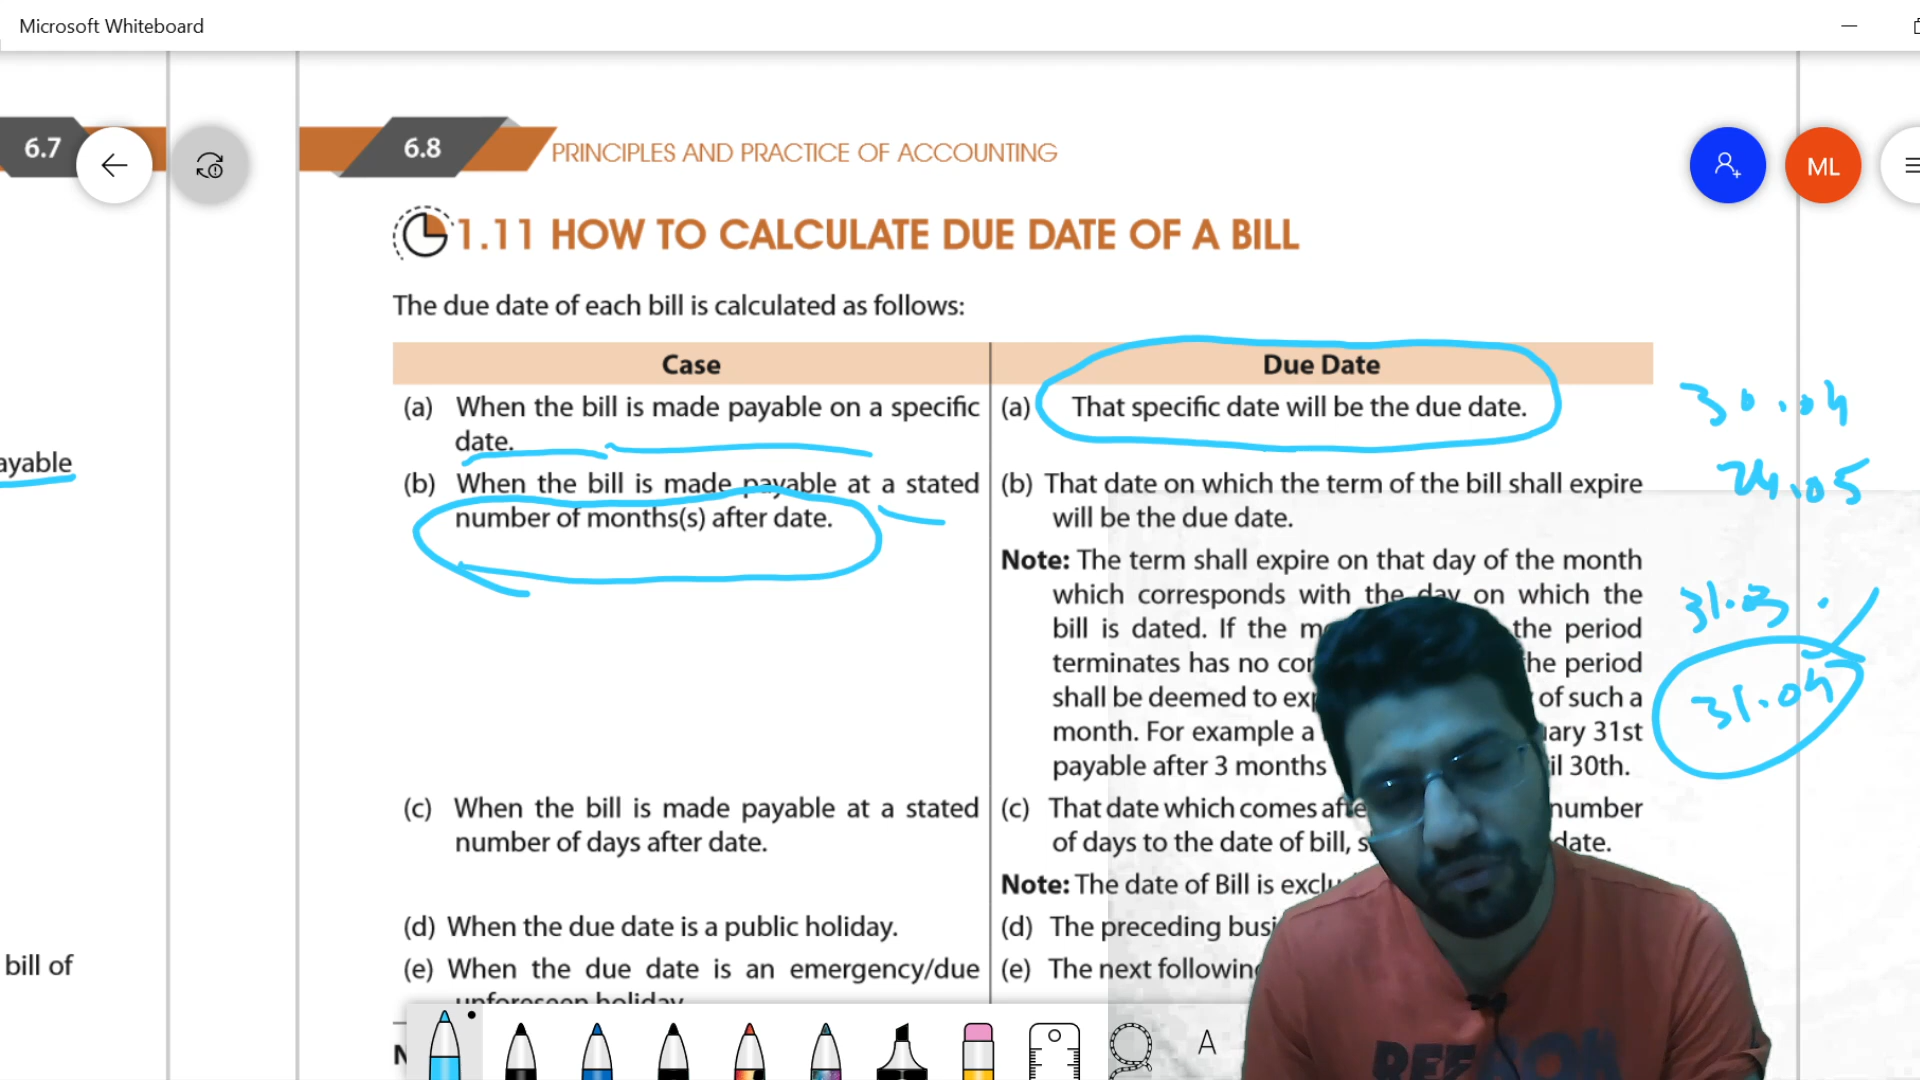 Microsoft Whiteboard
6.7
6.8
PRINCIPLES AND PRACTICE OF ACCOUNTING
ML
1.11 HOW TO CALCULATE DUE DATE OF A BILL
The due date of each bill is calculated as follows:
Case
Due Date
(a) When the bill is made payable on a specific
date.
(a) That specific date will be the due date.
30.04
ayable
(b) When the bill is made payable at a stated
number of months(s) after date.
(b) That date on which the term of the bill shall expire
will be the due date.
24.05
Note: The term shall expire on that day of the month
which corresponds with the day on which the
bill is dated. If the the period
terminates has no he period
shall be deemed to of such a
month. For example a 31st
payable after 3 months 30th.
31.03
31.04
(c) When the bill is made payable at a stated
number of days after date.
(c) That date which comes number
of days to the date of bill, date.
Note: The date of Bill is
(d) When the due date is a public holiday.
(d) The preceding
(e) When the due date is an emergency/due
unforeseen holiday
(e) The next
bill of
A